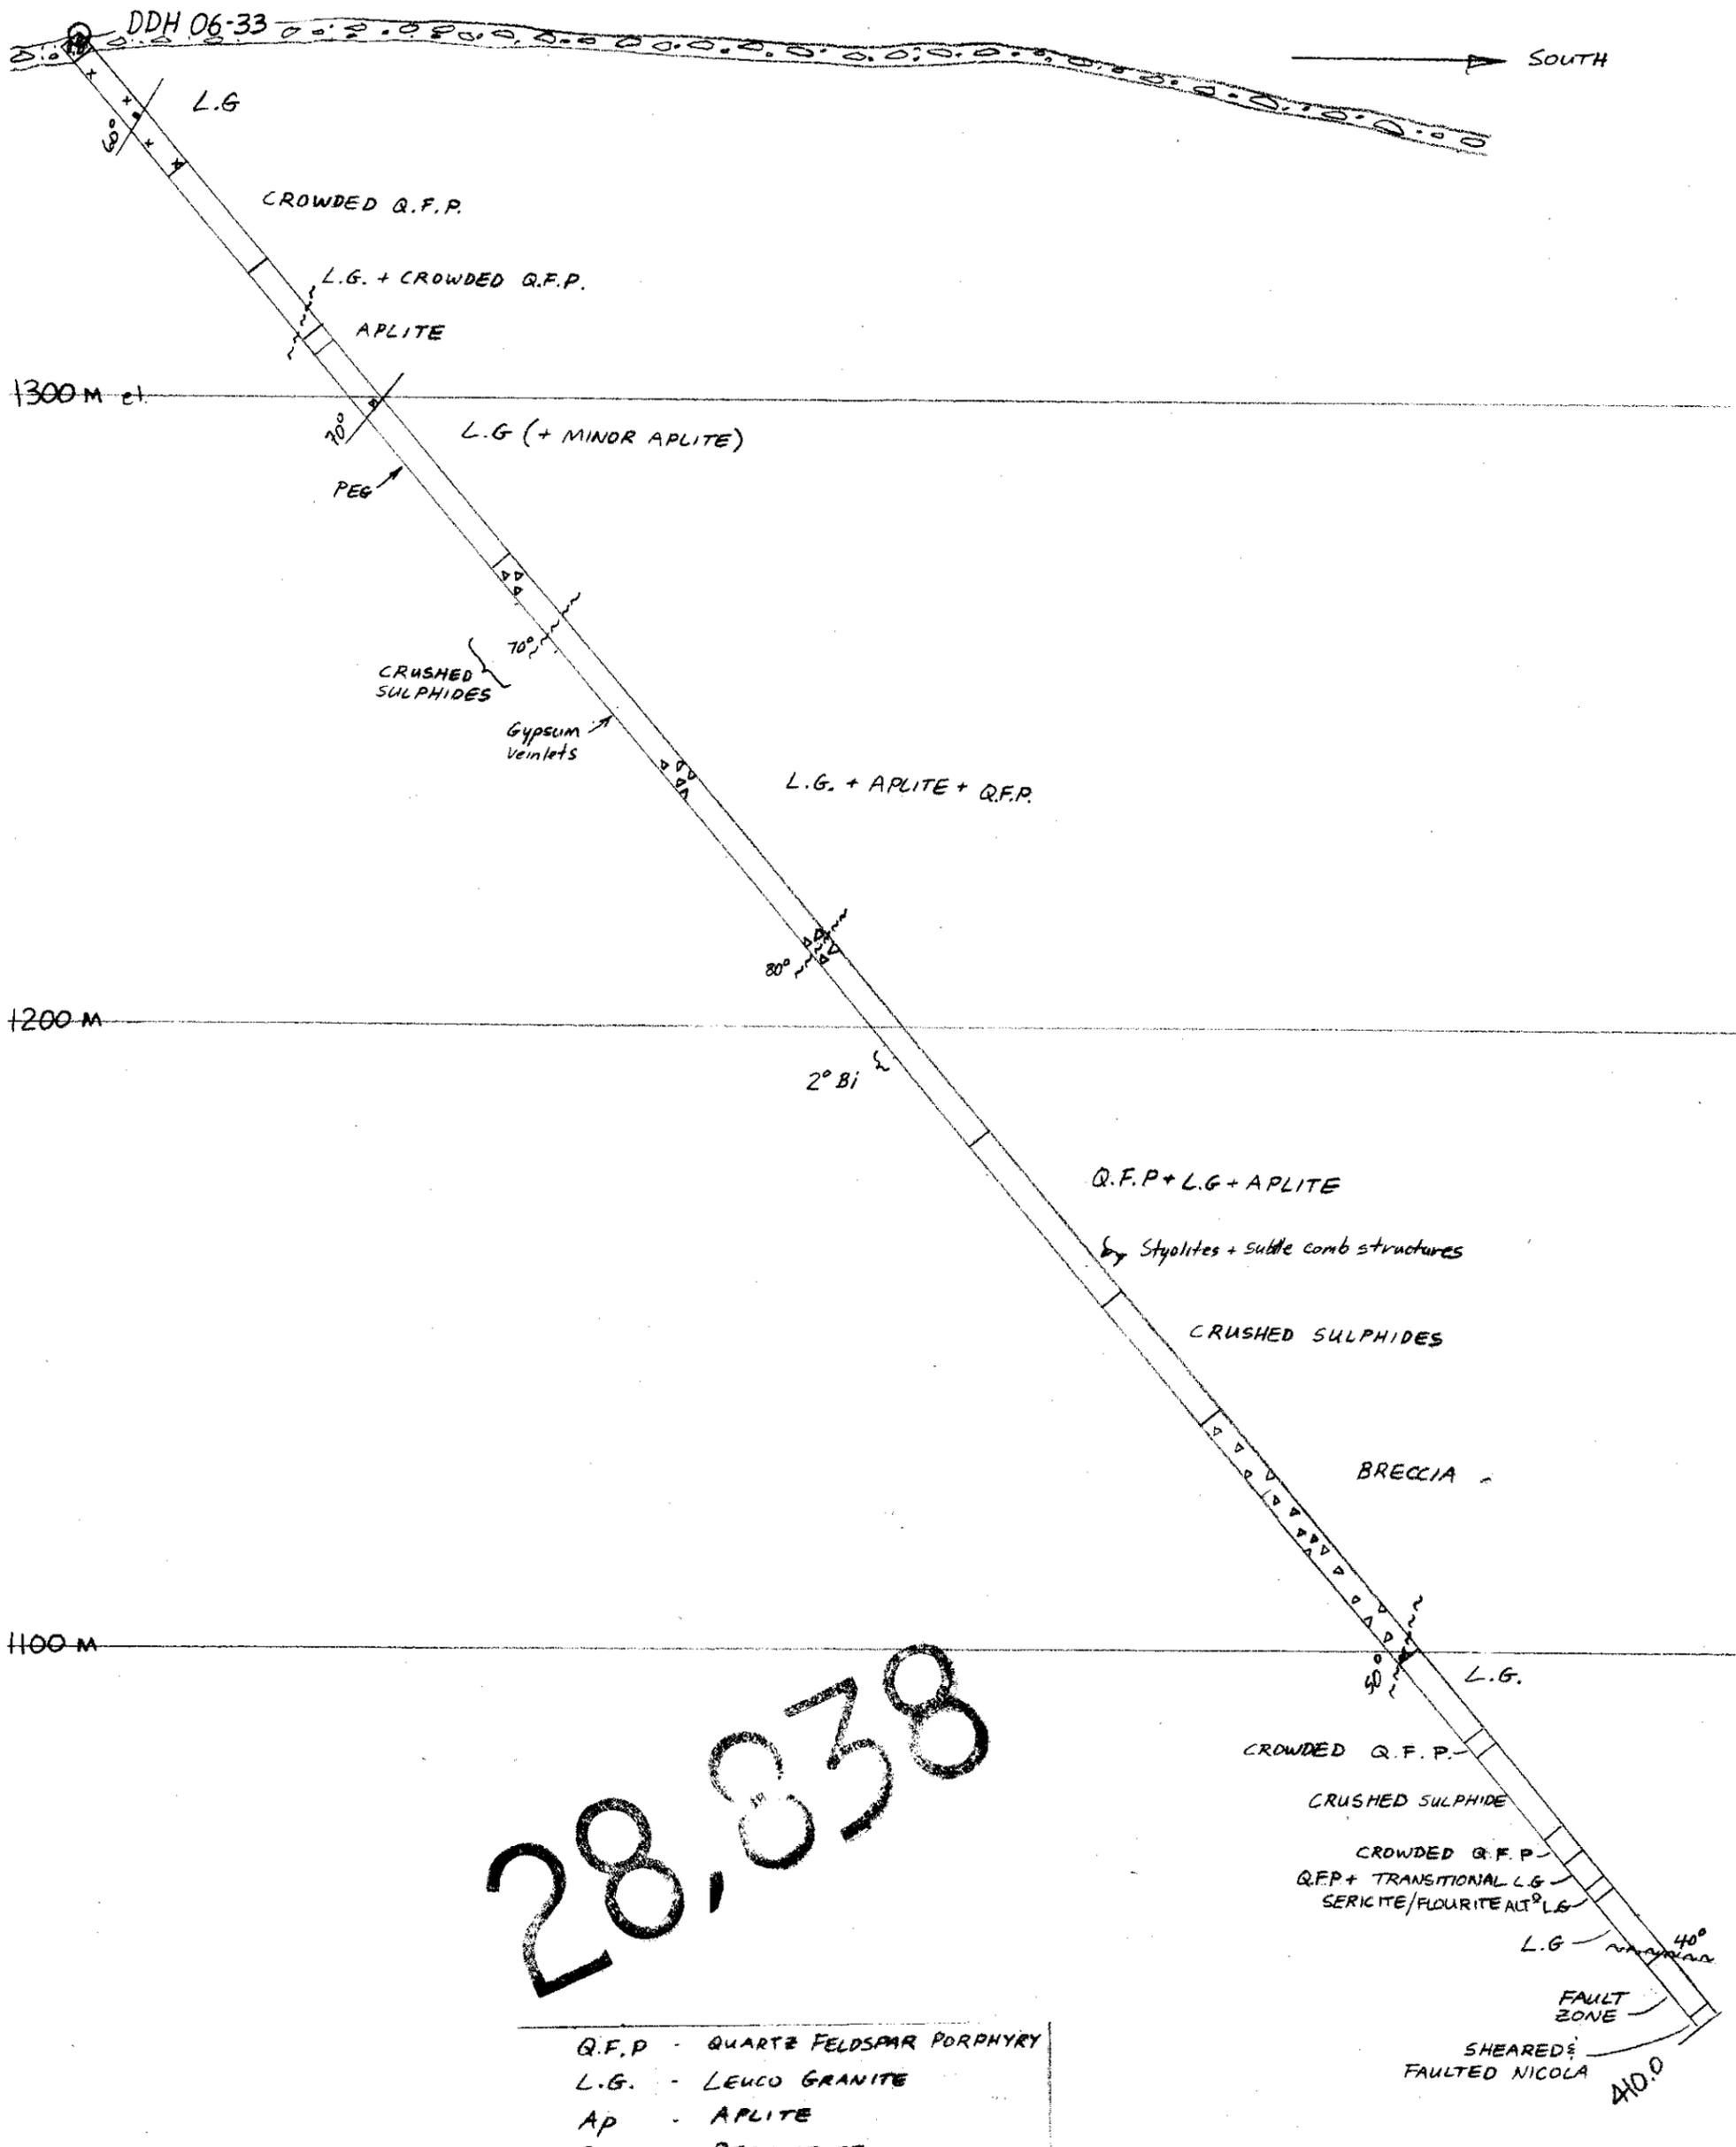 DDH 06-33
SOUTH
L.G
60°
CROWDED Q.F.P.
L.G. + CROWDED Q.F.P.
APLITE
1300 M el.
70°
L.G (+ MINOR APLITE)
PEG
70°
CRUSHED
SULPHIDES
Gypsum
veinlets
L.G. + APLITE + Q.F.P.
80°
1200 M
2° Bi
Q.F.P + L.G + APLITE
Styolites + subtle comb structures
CRUSHED SULPHIDES
BRECCIA
1100 M
50°
L.G.
28,838
CROWDED Q.F.P.
CRUSHED SULPHIDE
CROWDED Q.F.P
Q.F.P + TRANSITIONAL L.G
SERICITE/FLOURITE ALTº L.G
L.G
40°
FAULT
ZONE
SHEARED &
FAULTED NICOLA
410.0
Q.F.P - QUARTZ FELDSPAR PORPHYRY
L.G. - LEUCO GRANITE
Ap - APLITE